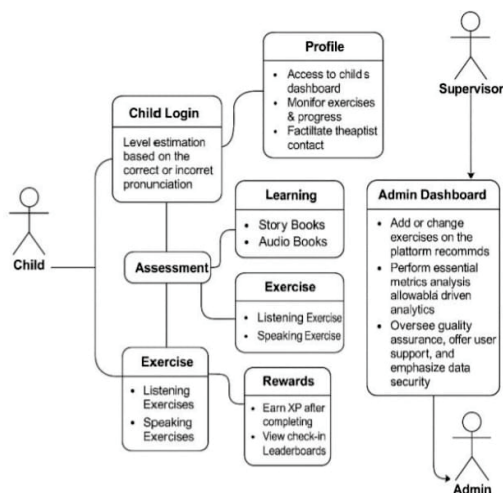 Profile
• Access to child s
dashboard
• Monifor exercises
& progress
• Factiltate theaptist
contact
Supervisor
Child Login
Level estimation
based on the
correct or incorret
pronunciation
Learning
• Story Books
• Audio Books
Admin Dashboard
• Add or change
exercises on the
platform recommds
• Perform essential
metrics analysis
allowabla driven
analytics
• Oversee guality
assurance, offer user
support, and
emphasize data
security
Child
Assessment
Exercise
• Listening Exercise
• Speaking Exercise
Exercise
• Listening
Exercises
• Speaking
Exercises
Rewards
• Earn XP after
completing
• View check-in
Leaderboards
Admin